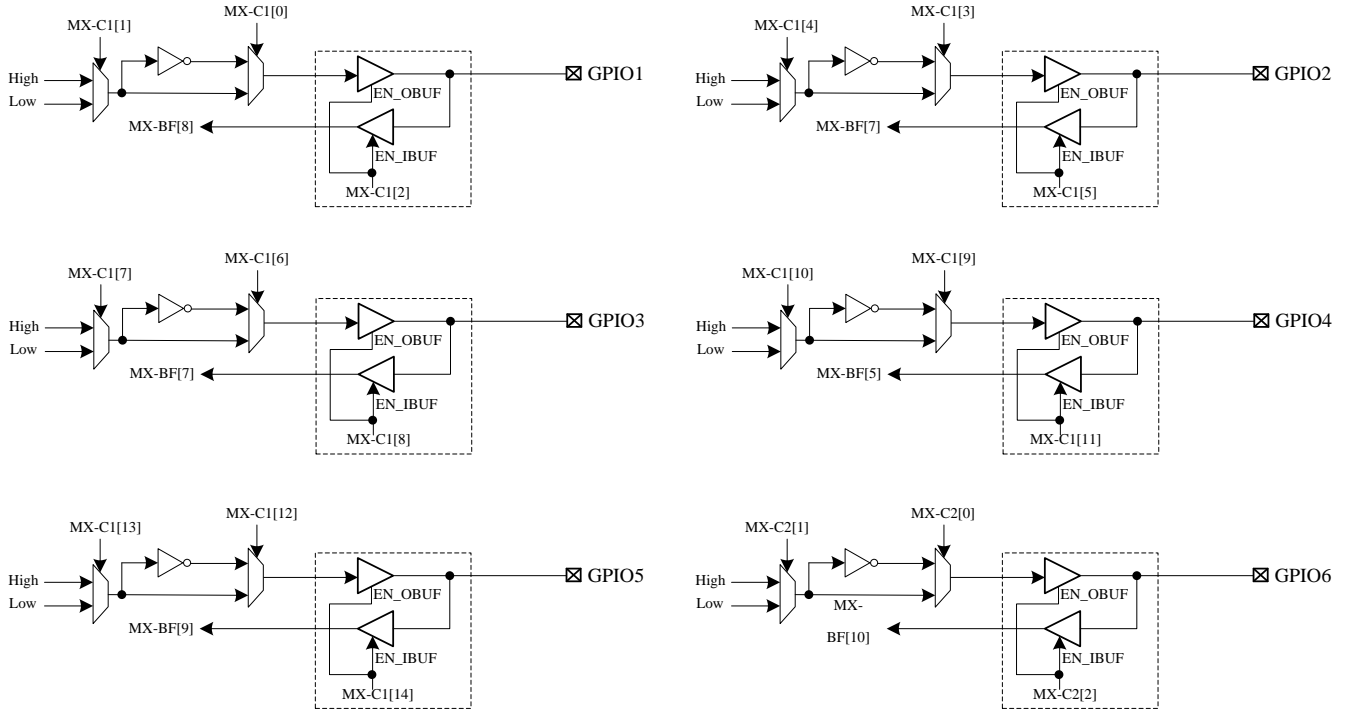 MX-C1[0]
MX-C1[1]
High
Low
GPIO1
EN_OBUF
MX-BF[8]
EN_IBUF
MX-C1[2]
MX-C1[3]
MX-C1[4]
High
Low
GPIO2
EN_OBUF
MX-BF[7]
EN_IBUF
MX-C1[5]
MX-C1[6]
MX-C1[7]
High
Low
GPIO3
EN_OBUF
MX-BF[7]
EN_IBUF
MX-C1[8]
MX-C1[9]
MX-C1[10]
High
Low
GPIO4
EN_OBUF
MX-BF[5]
EN_IBUF
MX-C1[11]
MX-C1[12]
MX-C1[13]
High
Low
GPIO5
EN_OBUF
MX-BF[9]
EN_IBUF
MX-C1[14]
MX-C2[0]
MX-C2[1]
High
Low
GPIO6
EN_OBUF
MX-
BF[10]
EN_IBUF
MX-C2[2]